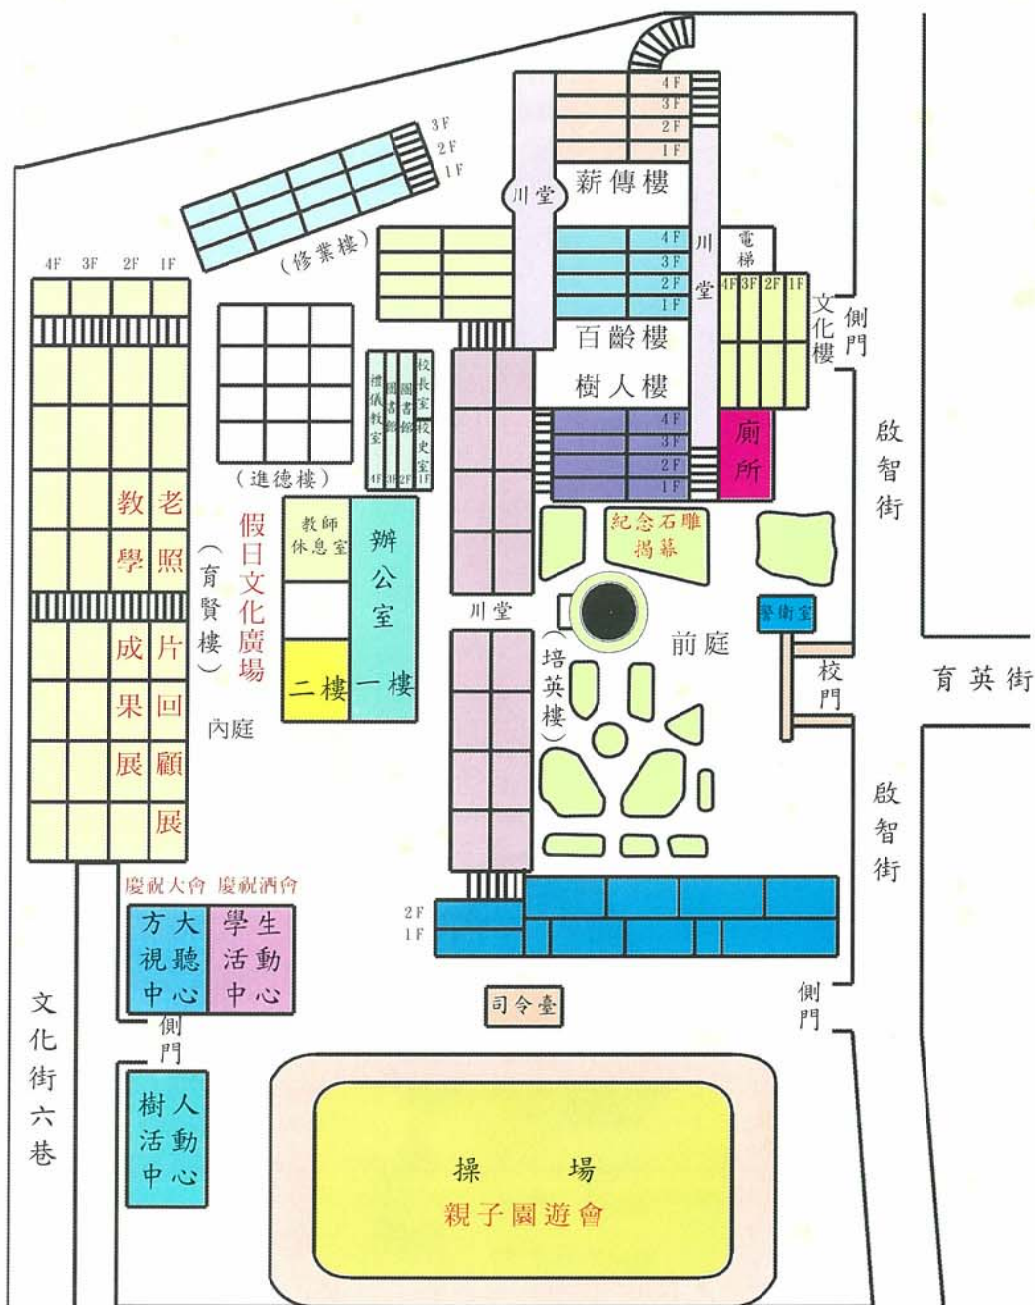 4F
3F
2F
1F
薪傳樓
川堂
3F
2F
1F
(修業樓)
4F
3F
2F
1F
川堂
電梯
4F 3F 2F 1F
文化樓
側門
百齡樓
樹人樓
4F 3F 2F 1F
禮儀教室
圖書館
圖書館
校長室
校史室
4F 3F 2F 1F
(進德樓)
4F
3F
2F
1F
廁所
啟智街
教學成果展
老照片回顧展
(育賢樓)
假日文化廣場
內庭
教師
休息室
辦公室
二樓
一樓
紀念石雕
揭幕
川堂
(培英樓)
前庭
警衛室
校門
育英街
啟智街
慶祝大會
慶祝酒會
大聽心
方視中
生動心
學活中
2F
1F
司令臺
側門
側門
文化街六巷
人動心
樹活中
操場
親子園遊會